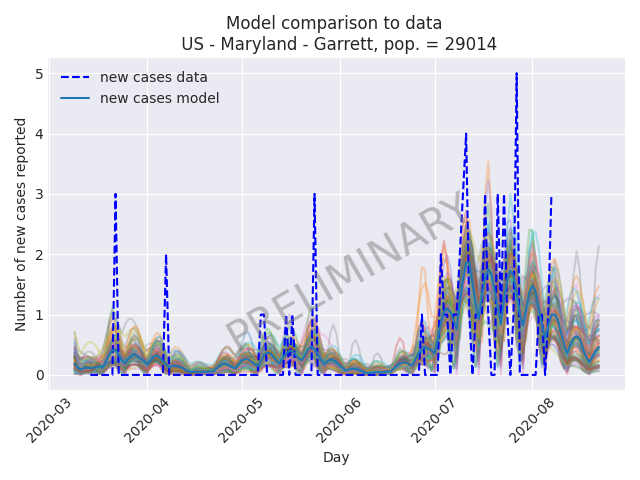 Model comparison to data
US - Maryland - Garrett, pop. = 29014
new cases data
new cases model
PRELIMINARY
Number of new cases reported
5
4
3
2
1
0
2020-03
2020-04
2020-05
2020-06
2020-07
2020-08
Day